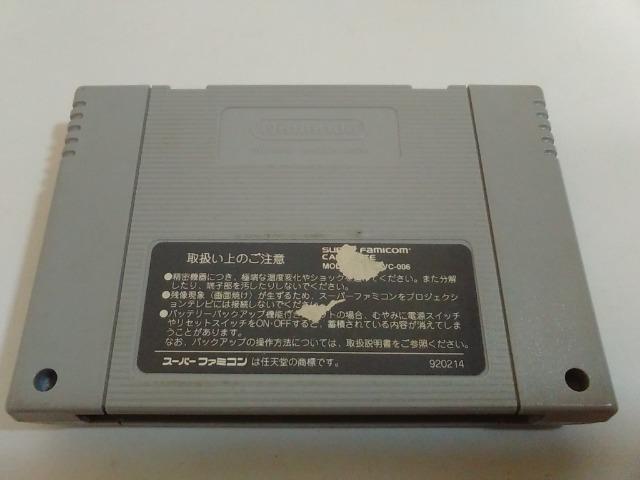 Nintendo
取扱い上のご注意
SUPER FAMICOM
MOD VC-006
●精密機器につき、極端な温度変化やショックを けてください。また分解
したり、端子部を汚したりしないでください。
●残像現象（画面焼け）が生ずるため、スーパーファミコンをプロジェクシ
ョンテレビには接続しないでください。
●バッテリーバックアップ機能付 トの場合、むやみに電源スイッチ
やリセットスイッチをON・OFFすると、蓄積されている内容が消えてしま
うことがあります。
なお、バックアップの操作方法については、取扱説明書をご参照ください。
スーパーファミコン は任天堂の商標です。
920214